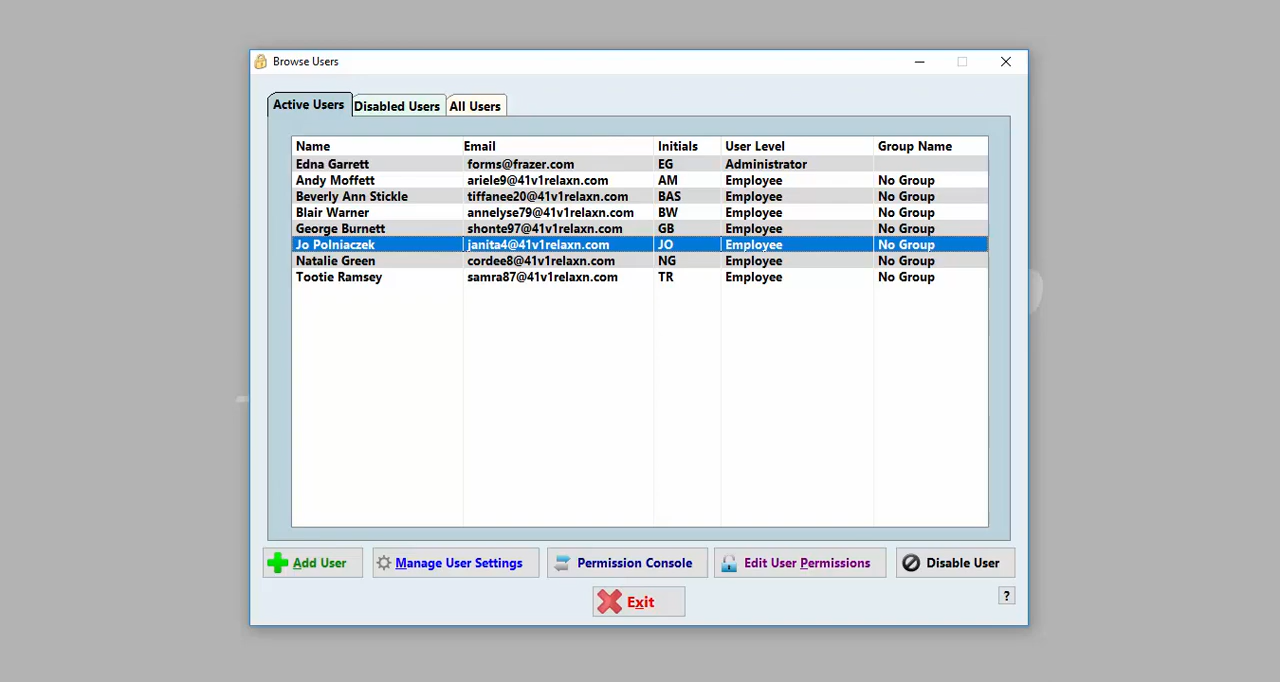 Browse Users
Active Users Disabled Users All Users
Name Email Initials User Level Group Name
Edna Garrett forms@frazer.com EG Administrator
Andy Moffett ariele9@41v1relaxn.com AM Employee No Group
Beverly Ann Stickle tiffanee20@41v1relaxn.com BAS Employee No Group
Blair Warner annelyse79@41v1relaxn.com BW Employee No Group
George Burnett shonte97@41v1relaxn.com GB Employee No Group
Jo Polniaczek janita4@41v1relaxn.com JO Employee No Group
Natalie Green cordee8@41v1relaxn.com NG Employee No Group
Tootie Ramsey samra87@41v1relaxn.com TR Employee No Group
Add User Manage User Settings Permission Console Edit User Permissions Disable User
Exit ?